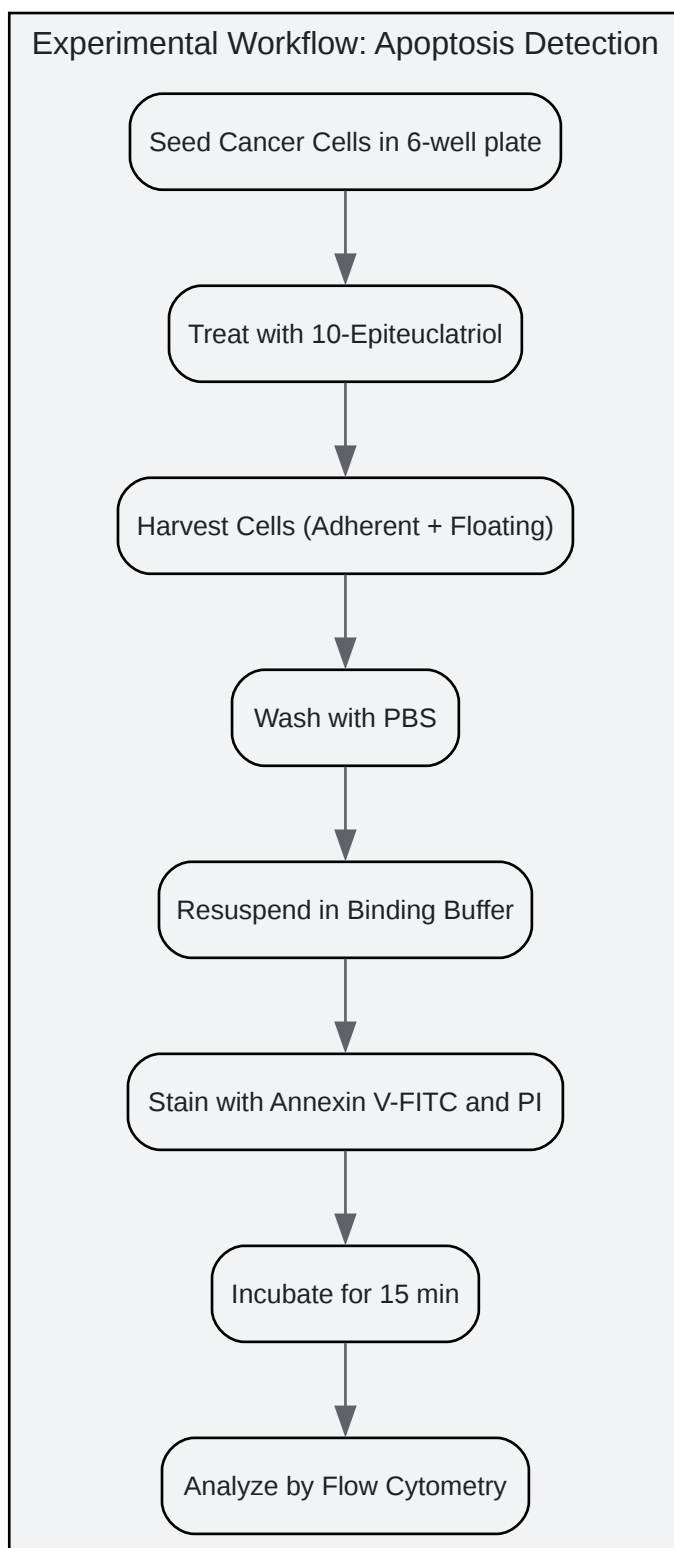 Experimental Workflow: Apoptosis Detection
Seed Cancer Cells in 6-well plate
Treat with 10-Epiteuclatriol
Harvest Cells (Adherent + Floating)
Wash with PBS
Resuspend in Binding Buffer
Stain with Annexin V-FITC and PI
Incubate for 15 min
Analyze by Flow Cytometry